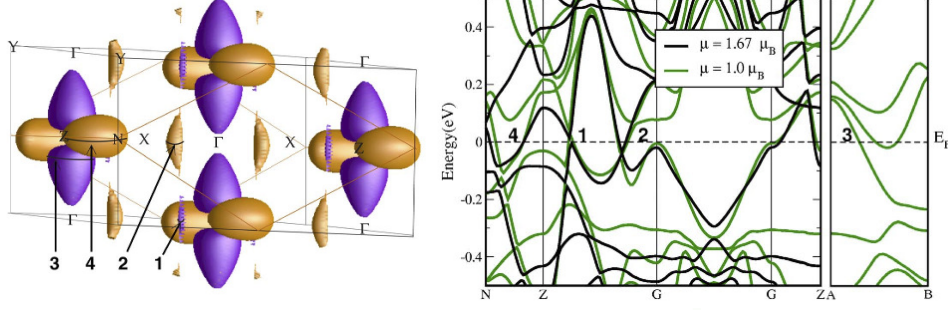 Y Γ Y Γ
Z N X Γ X Z
Γ Γ
3 4 2 1
Energy(eV)
0.4
0.2
0
-0.2
-0.4
μ = 1.67 μB
μ = 1.0 μB
4 1 2 3
N Z G G Z A B